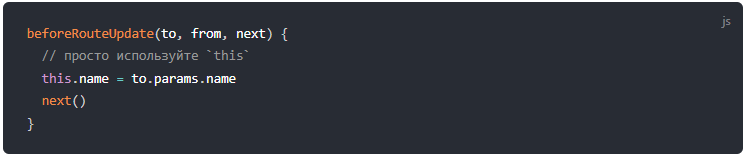 js
beforeRouteUpdate(to, from, next) {
  // просто используйте `this`
  this.name = to.params.name
  next()
}